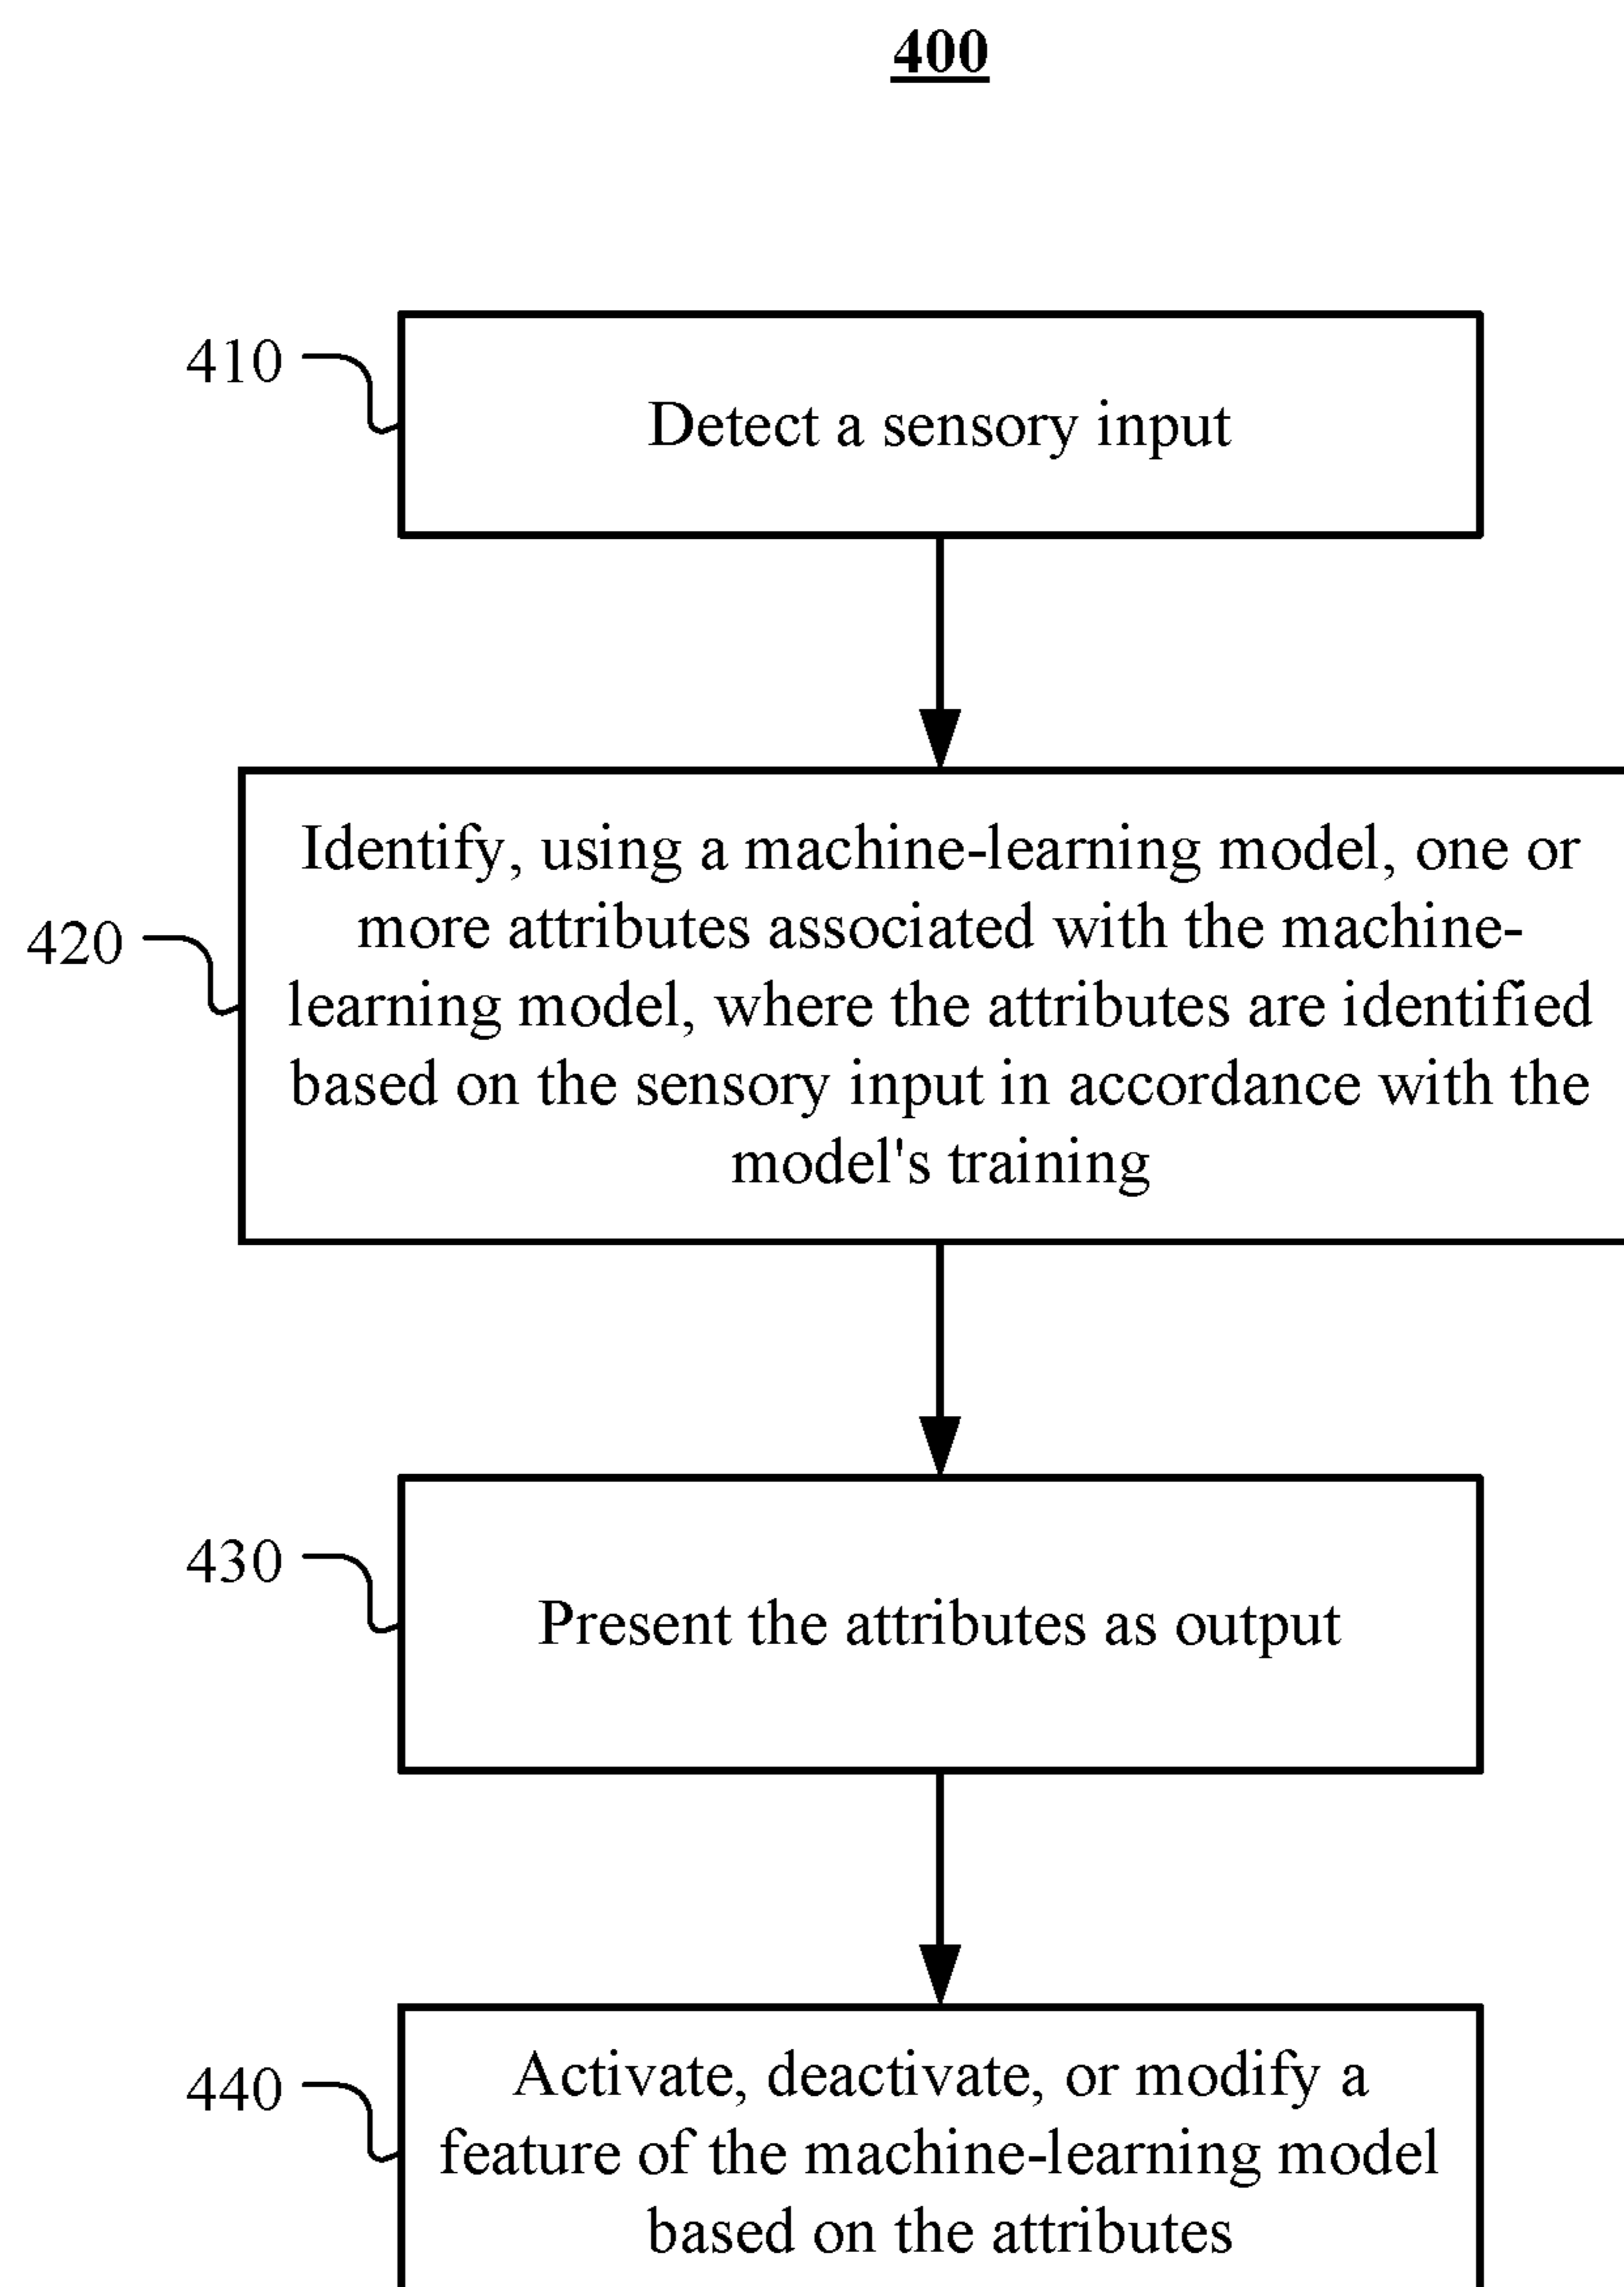 400
410
Detect a sensory input
420
Identify, using a machine-learning model, one or
more attributes associated with the machine-
learning model, where the attributes are identified
based on the sensory input in accordance with the
model's training
430
Present the attributes as output
440
Activate, deactivate, or modify a
feature of the machine-learning model
based on the attributes